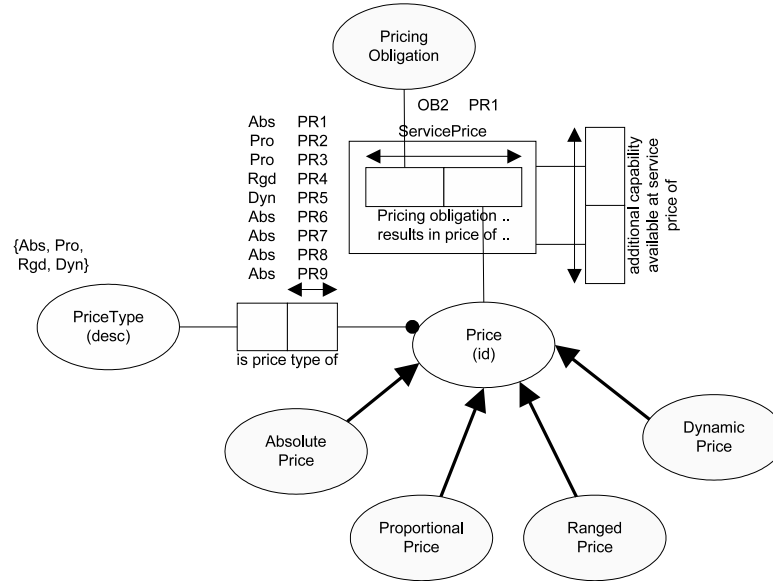 Pricing
Obligation
OB2 PR1
ServicePrice
Abs PR1
Pro PR2
Pro PR3
Rgd PR4
Dyn PR5
Abs PR6
Abs PR7
Abs PR8
Abs PR9
Pricing obligation ..
results in price of ..
additional capability
available at service
price of
{Abs, Pro,
Rgd, Dyn}
PriceType
(desc)
is price type of
Price
(id)
Absolute
Price
Proportional
Price
Ranged
Price
Dynamic
Price